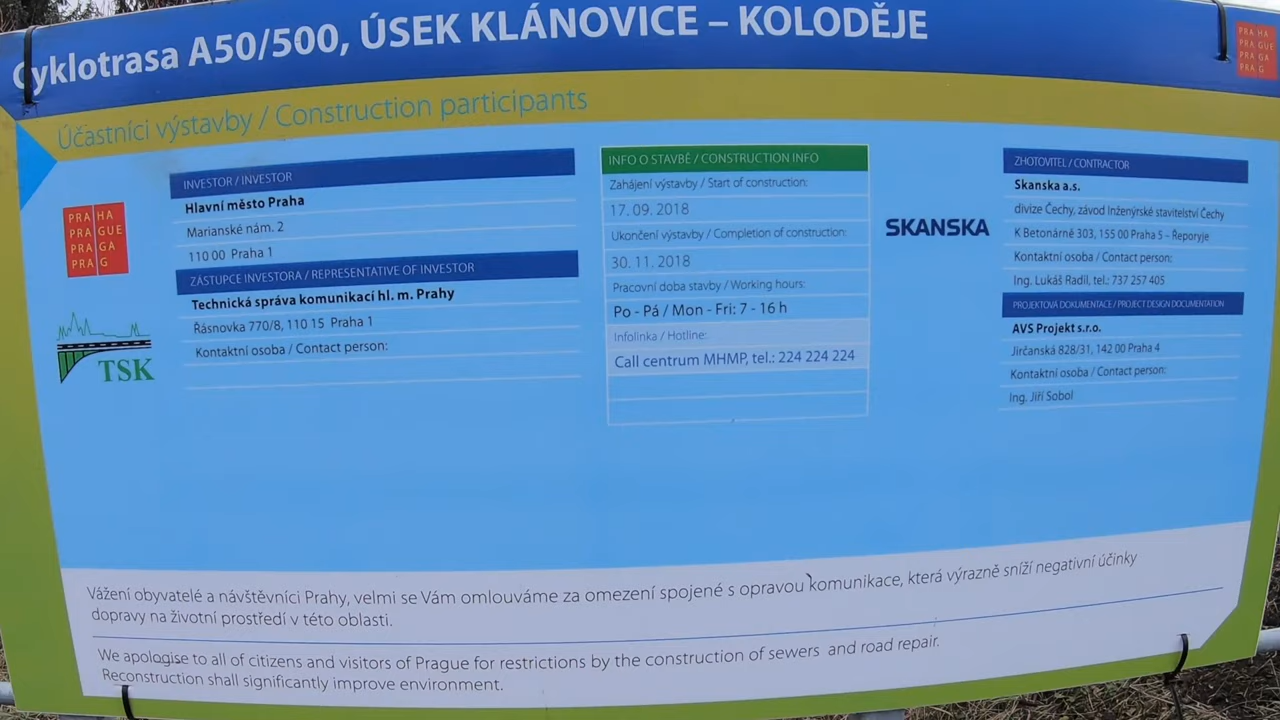 Cyklotrasa A50/500, ÚSEK KLÁNOVICE – KOLODĚJE
PRA HA
PRA GUE
PRA GA
PRA G
Účastníci výstavby / Construction participants
PRA HA
PRA GUE
PRA GA
PRA G
TSK
INVESTOR / INVESTOR
Hlavní město Praha
Marianské nám. 2
110 00 Praha 1
ZÁSTUPCE INVESTORA / REPRESENTATIVE OF INVESTOR
Technická správa komunikací hl. m. Prahy
Řásnovka 770/8, 110 15 Praha 1
Kontaktní osoba / Contact person:
INFO O STAVBĚ / CONSTRUCTION INFO
Zahájení výstavby / Start of construction:
17. 09. 2018
Ukončení výstavby / Completion of construction:
30. 11. 2018
Pracovní doba stavby / Working hours:
Po - Pá / Mon - Fri: 7 - 16 h
Infolinka / Hotline:
Call centrum MHMP, tel.: 224 224 224
SKANSKA
ZHOTOVITEL / CONTRACTOR
Skanska a.s.
divize Čechy, závod Inženýrské stavitelství Čechy
K Betonárně 303, 155 00 Praha 5 - Řeporyje
Kontaktní osoba / Contact person:
Ing. Lukáš Radil, tel.: 737 257 405
PROJEKTOVÁ DOKUMENTACE / PROJECT DESIGN DOCUMENTATION
AVS Projekt s.r.o.
Jirčanská 828/31, 142 00 Praha 4
Kontaktní osoba / Contact person:
Ing. Jiří Sobol
Vážení obyvatelé a návštěvníci Prahy, velmi se Vám omlouváme za omezení spojené s opravou komunikace, která výrazně sníží negativní účinky
dopravy na životní prostředí v této oblasti.
We apologise to all of citizens and visitors of Prague for restrictions by the construction of sewers and road repair.
Reconstruction shall significantly improve environment.